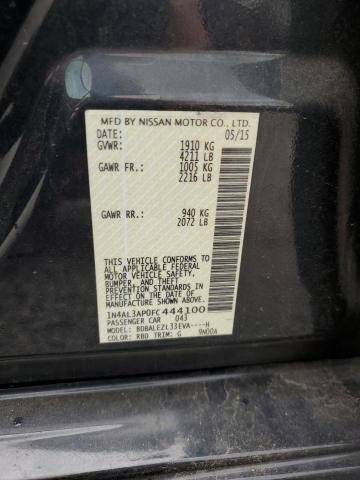 MFD BY NISSAN MOTOR CO., LTD.
DATE: 05/15
GVWR: 1910 KG
4211 LB
GAWR FR.: 1005 KG
2216 LB
GAWR RR.: 940 KG
2072 LB
THIS VEHICLE CONFORMS TO
ALL APPLICABLE FEDERAL
MOTOR VEHICLE SAFETY,
BUMPER, AND THEFT
PREVENTION STANDARDS IN
EFFECT ON THE DATE OF
MANUFACTURE SHOWN ABOVE.
1N4AL3AP0FC444100
PASSENGER CAR 043
MODEL: BDBALEZL33EVA----H
COLOR: RBD TRIM: G 9N00A